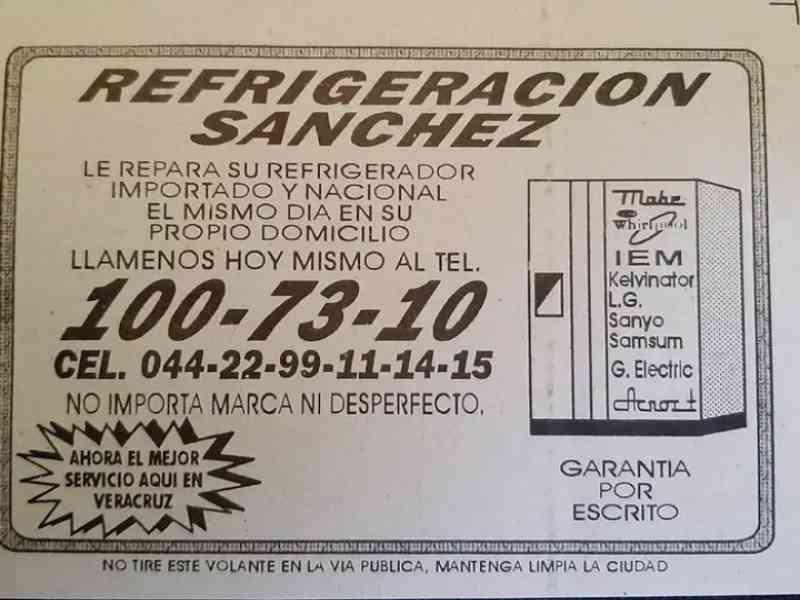 REFRIGERACION
SANCHEZ
LE REPARA SU REFRIGERADOR
IMPORTADO Y NACIONAL
EL MISMO DIA EN SU
PROPIO DOMICILIO
LLAMENOS HOY MISMO AL TEL.
100-73-10
CEL. 044-22-99-11-14-15
NO IMPORTA MARCA NI DESPERFECTO.
AHORA EL MEJOR
SERVICIO AQUI EN
VERACRUZ
Mabe
Whirlpool
IEM
Kelvinator
L.G.
Sanyo
Samsum
G. Electric
Acros
GARANTIA
POR
ESCRITO
NO TIRE ESTE VOLANTE EN LA VIA PUBLICA, MANTENGA LIMPIA LA CIUDAD